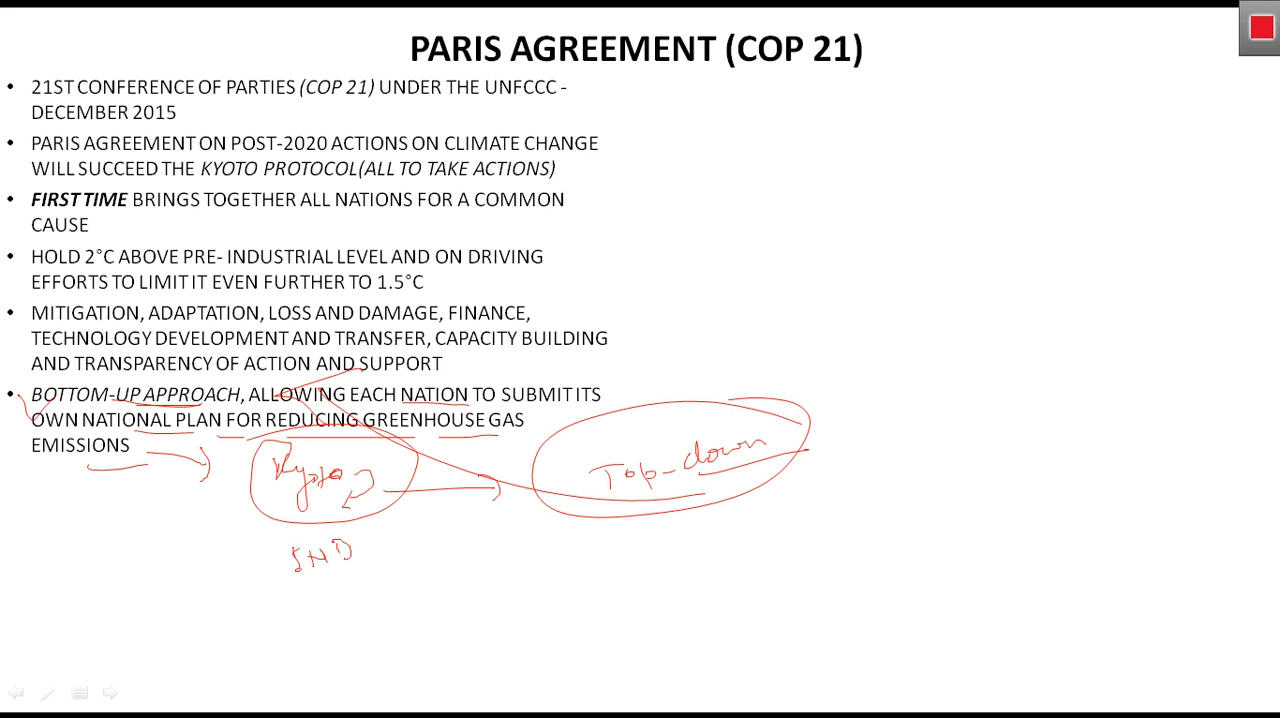 PARIS AGREEMENT (COP 21)
• 21ST CONFERENCE OF PARTIES (COP 21) UNDER THE UNFCCC -
DECEMBER 2015
• PARIS AGREEMENT ON POST-2020 ACTIONS ON CLIMATE CHANGE
WILL SUCCEED THE KYOTO PROTOCOL(ALL TO TAKE ACTIONS)
• FIRST TIME BRINGS TOGETHER ALL NATIONS FOR A COMMON
CAUSE
• HOLD 2°C ABOVE PRE- INDUSTRIAL LEVEL AND ON DRIVING
EFFORTS TO LIMIT IT EVEN FURTHER TO 1.5°C
• MITIGATION, ADAPTATION, LOSS AND DAMAGE, FINANCE,
TECHNOLOGY DEVELOPMENT AND TRANSFER, CAPACITY BUILDING
AND TRANSPARENCY OF ACTION AND SUPPORT
• BOTTOM-UP APPROACH, ALLOWING EACH NATION TO SUBMIT ITS
OWN NATIONAL PLAN FOR REDUCING GREENHOUSE GAS
EMISSIONS
Kyoto
Top-down
IND